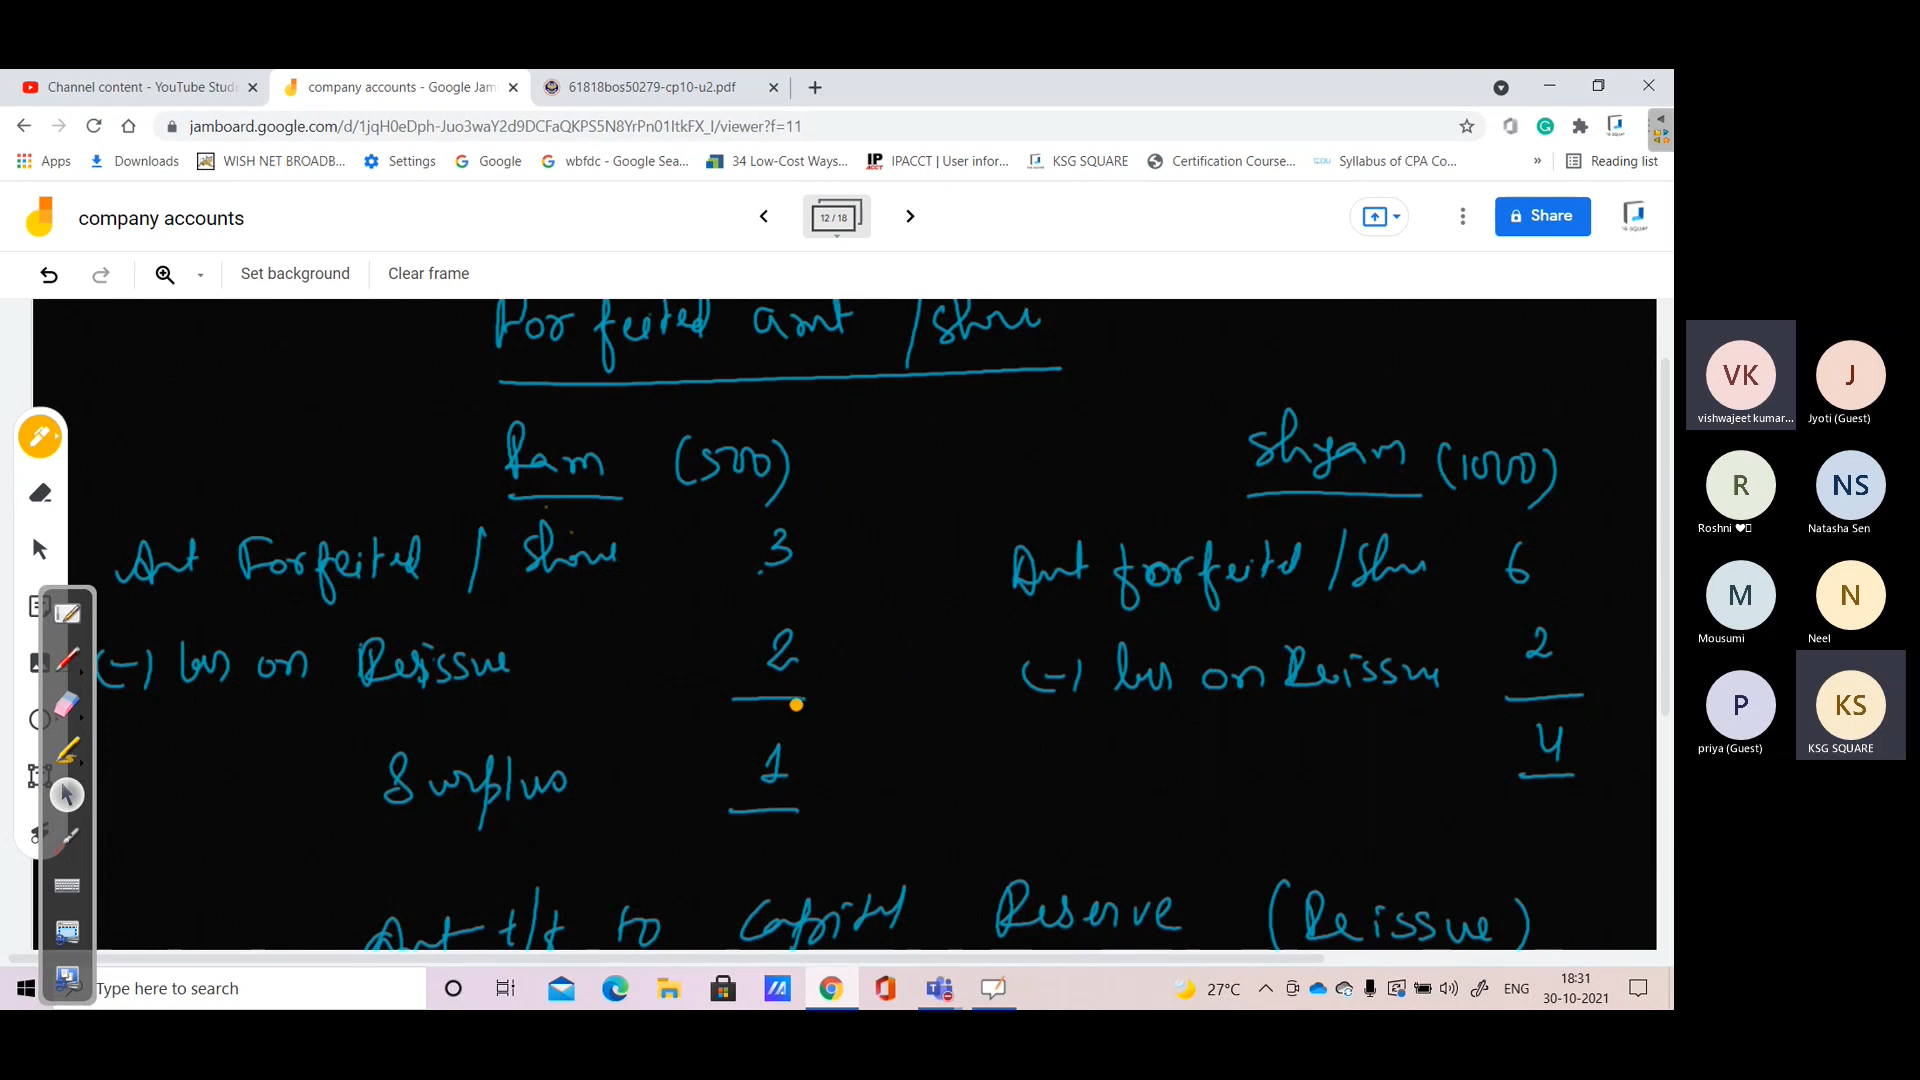 Channel content - YouTube Stud
company accounts - Google Jam
61818bos50279-cp10-u2.pdf
jamboard.google.com/d/1jqH0eDph-Juo3waY2d9DCFaQKPS5N8YrPn01ItkFX_I/viewer?f=11
Apps Downloads WISH NET BROADB... Settings Google wbfdc - Google Sea... 34 Low-Cost Ways... IPACCT | User infor... KSG SQUARE Certification Course... Syllabus of CPA Co... » Reading list
company accounts
12 / 18
Share
Set background Clear frame
Forfeited amt / Share
Ram (500) Shyam (1000)
Amt Forfeited / Share 3 Amt forfeited / Share 6
(-) loss on Reissue 2 (-) loss on Reissue 2
Surplus 1 4
Amt t/f to Capital Reserve (Reissue)
VK
vishwajeet kumar...
J
Jyoti (Guest)
R
Roshni ❤
NS
Natasha Sen
M
Mousumi
N
Neel
P
priya (Guest)
KS
KSG SQUARE
Type here to search
27°C
ENG
18:31
30-10-2021